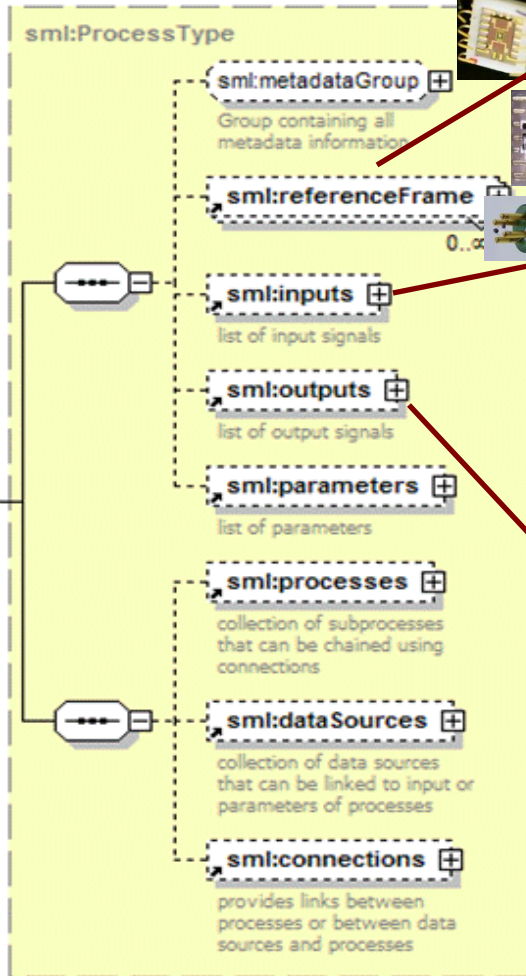 sml:ProcessType
sml:metadataGroup
Group containing all
metadata information
sml:referenceFrame
0..∞
sml:inputs
list of input signals
sml:outputs
list of output signals
sml:parameters
list of parameters
sml:processes
collection of subprocesses
that can be chained using
connections
sml:dataSources
collection of data sources
that can be linked to input or
parameters of processes
sml:connections
provides links between
processes or between data
sources and processes